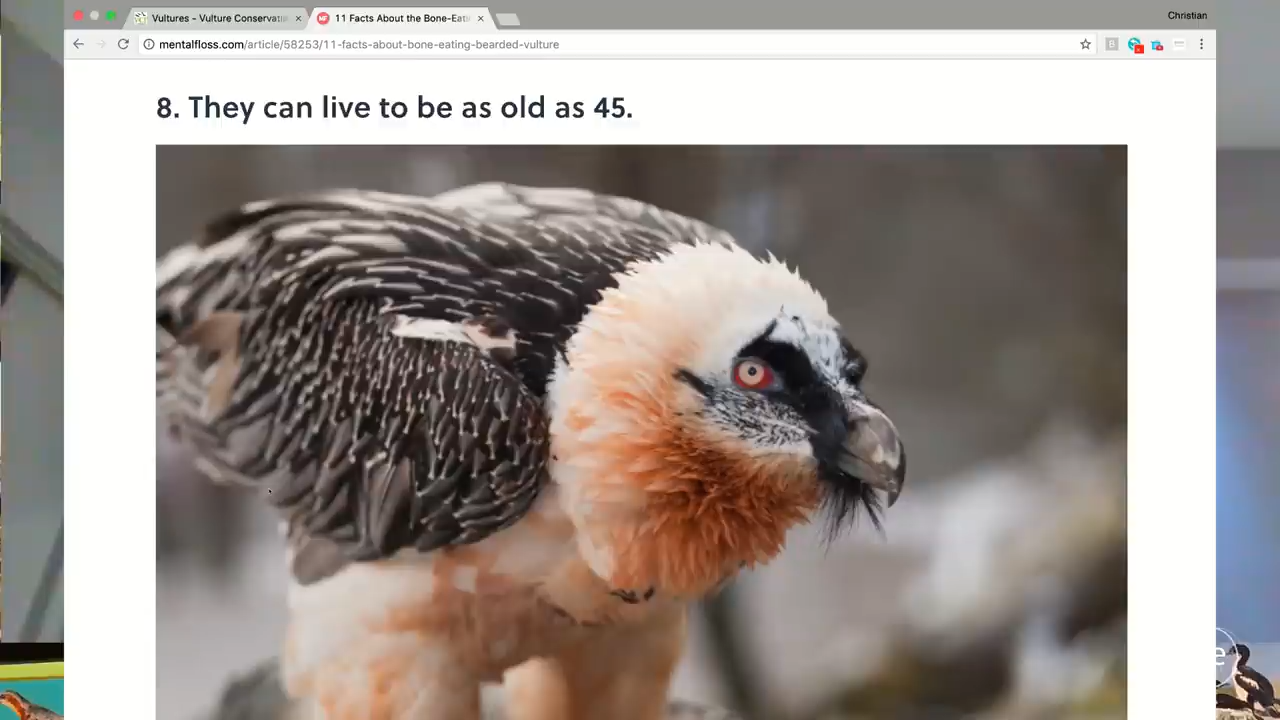 Vultures - Vulture Conservati
11 Facts About the Bone-Eati
Christian
mentalfloss.com/article/58253/11-facts-about-bone-eating-bearded-vulture
8. They can live to be as old as 45.
e